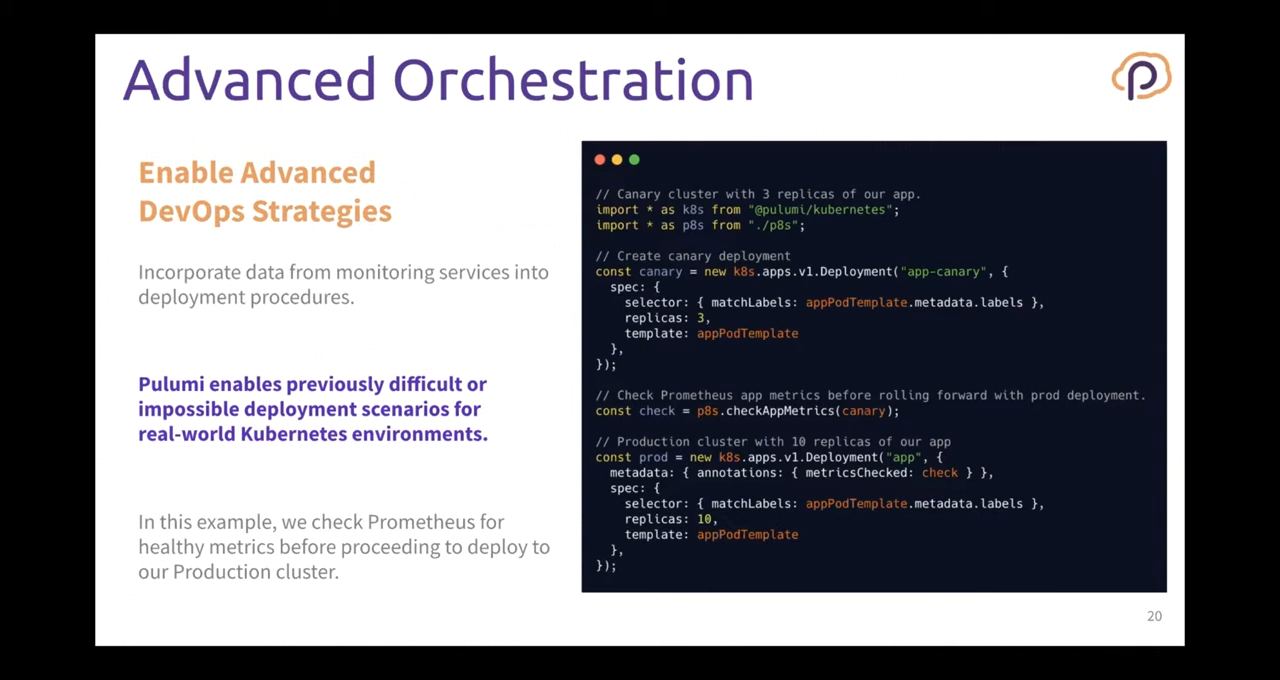 Advanced Orchestration
Enable Advanced
DevOps Strategies
Incorporate data from monitoring services into
deployment procedures.
Pulumi enables previously difficult or
impossible deployment scenarios for
real-world Kubernetes environments.
In this example, we check Prometheus for
healthy metrics before proceeding to deploy to
our Production cluster.
// Canary cluster with 3 replicas of our app.
import * as k8s from "@pulumi/kubernetes";
import * as p8s from "./p8s";
// Create canary deployment
const canary = new k8s.apps.v1.Deployment("app-canary", {
  spec: {
    selector: { matchLabels: appPodTemplate.metadata.labels },
    replicas: 3,
    template: appPodTemplate
  },
});
// Check Prometheus app metrics before rolling forward with prod deployment.
const check = p8s.checkAppMetrics(canary);
// Production cluster with 10 replicas of our app
const prod = new k8s.apps.v1.Deployment("app", {
  metadata: { annotations: { metricsChecked: check } },
  spec: {
    selector: { matchLabels: appPodTemplate.metadata.labels },
    replicas: 10,
    template: appPodTemplate
  },
});
20